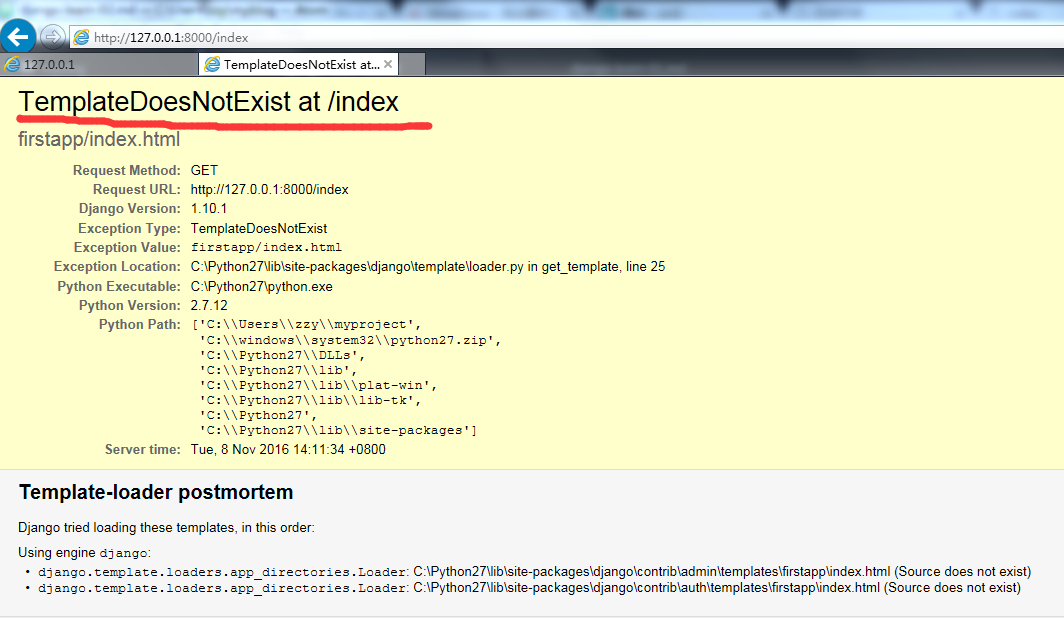 http://127.0.0.1:8000/index
127.0.0.1
TemplateDoesNotExist at...
TemplateDoesNotExist at /index
firstapp/index.html
Request Method: GET
Request URL: http://127.0.0.1:8000/index
Django Version: 1.10.1
Exception Type: TemplateDoesNotExist
Exception Value: firstapp/index.html
Exception Location: C:\Python27\lib\site-packages\django\template\loader.py in get_template, line 25
Python Executable: C:\Python27\python.exe
Python Version: 2.7.12
Python Path: ['C:\\Users\\zzy\\myproject',
'C:\\windows\\system32\\python27.zip',
'C:\\Python27\\DLLs',
'C:\\Python27\\lib',
'C:\\Python27\\lib\\plat-win',
'C:\\Python27\\lib\\lib-tk',
'C:\\Python27',
'C:\\Python27\\lib\\site-packages']
Server time: Tue, 8 Nov 2016 14:11:34 +0800
Template-loader postmortem
Django tried loading these templates, in this order:
Using engine django:
• django.template.loaders.app_directories.Loader: C:\Python27\lib\site-packages\django\contrib\admin\templates\firstapp\index.html (Source does not exist)
• django.template.loaders.app_directories.Loader: C:\Python27\lib\site-packages\django\contrib\auth\templates\firstapp\index.html (Source does not exist)